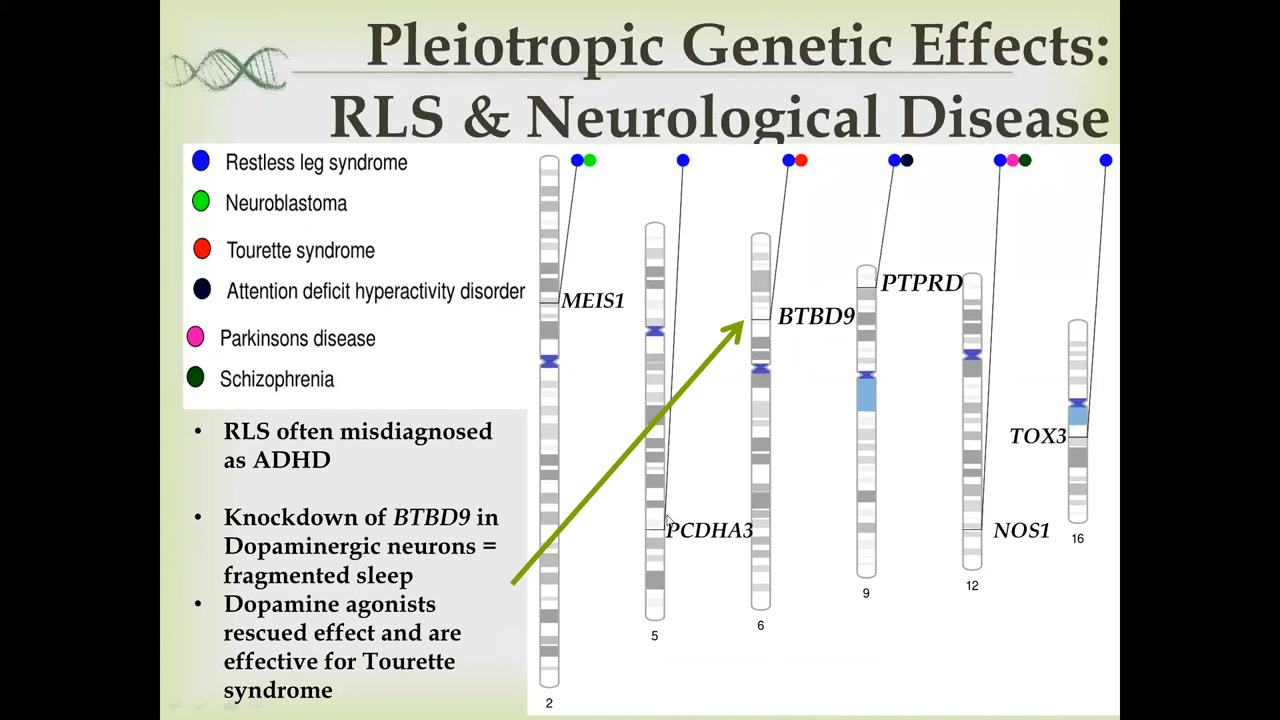 Pleiotropic Genetic Effects:
RLS & Neurological Disease
Restless leg syndrome
Neuroblastoma
Tourette syndrome
Attention deficit hyperactivity disorder
Parkinsons disease
Schizophrenia
• RLS often misdiagnosed
as ADHD
• Knockdown of BTBD9 in
Dopaminergic neurons =
fragmented sleep
• Dopamine agonists
rescued effect and are
effective for Tourette
syndrome
MEIS1
2
PCDHA3
5
BTBD9
6
PTPRD
9
NOS1
12
TOX3
16